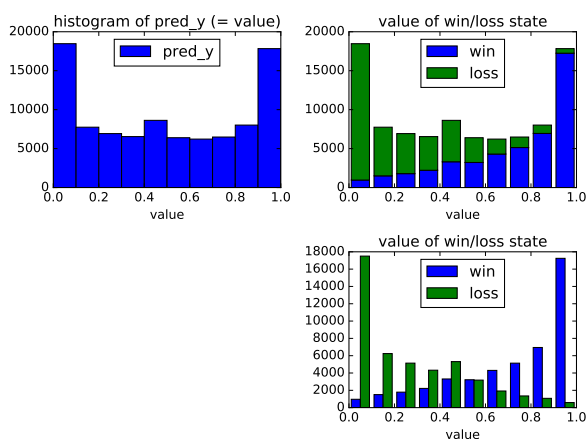 histogram of pred_y (= value)
20000
15000
10000
5000
0
0.0 0.2 0.4 0.6 0.8 1.0
value
pred_y
value of win/loss state
20000
15000
10000
5000
0
0.0 0.2 0.4 0.6 0.8 1.0
value
win
loss
value of win/loss state
18000
16000
14000
12000
10000
8000
6000
4000
2000
0
0.0 0.2 0.4 0.6 0.8 1.0
value
win
loss